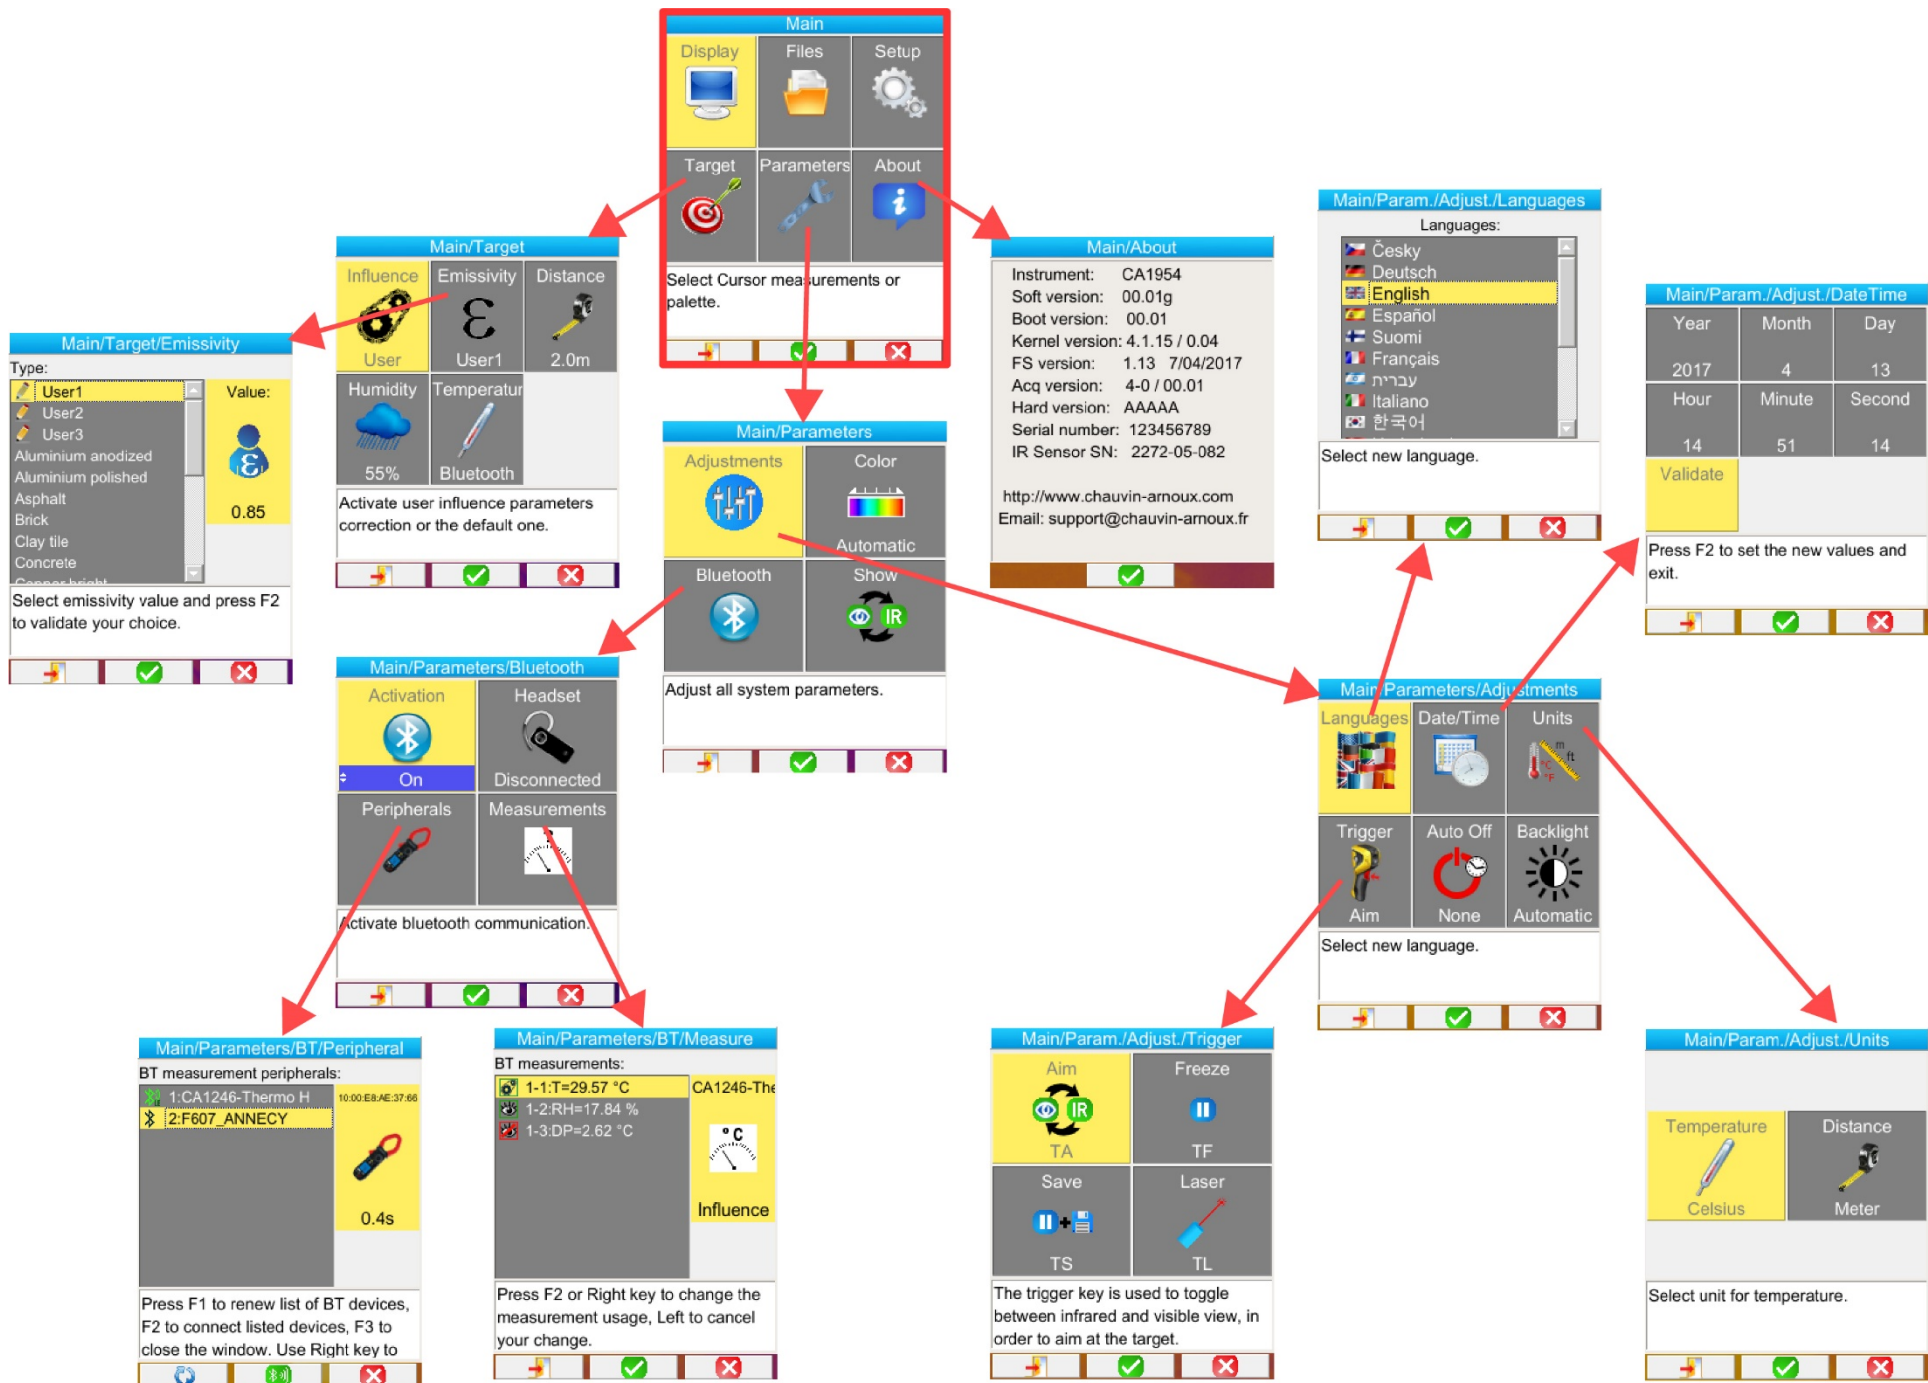 Main
Display Files Setup
Target Parameters About
Select Cursor measurements or
palette.
Main/Target
Influence Emissivity Distance
User User1 2.0m
Humidity Temperatur
55% Bluetooth
Activate user influence parameters
correction or the default one.
Main/Target/Emissivity
Type:
User1
User2
User3
Aluminium anodized
Aluminium polished
Asphalt
Brick
Clay tile
Concrete
Copper bright
Value:
0.85
Select emissivity value and press F2
to validate your choice.
Main/Parameters
Adjustments Color
Automatic
Bluetooth Show
IR
Adjust all system parameters.
Main/About
Instrument: CA1954
Soft version: 00.01g
Boot version: 00.01
Kernel version: 4.1.15 / 0.04
FS version: 1.13 7/04/2017
Acq version: 4-0 / 00.01
Hard version: AAAAA
Serial number: 123456789
IR Sensor SN: 2272-05-082
http://www.chauvin-arnoux.com
Email: support@chauvin-arnoux.fr
Main/Param./Adjust./Languages
Languages:
Česky
Deutsch
English
Español
Suomi
Français
עברית
Italiano
한국어
Select new language.
Main/Param./Adjust./DateTime
Year Month Day
2017 4 13
Hour Minute Second
14 51 14
Validate
Press F2 to set the new values and
exit.
Main/Parameters/Bluetooth
Activation Headset
On Disconnected
Peripherals Measurements
Activate bluetooth communication.
Main/Parameters/Adjustments
Languages Date/Time Units
m
ft
°C
°F
Trigger Auto Off Backlight
Aim None Automatic
Select new language.
Main/Parameters/BT/Peripheral
BT measurement peripherals:
1:CA1246-Thermo H
2:F607_ANNECY
10:00:E8:AE:37:66
0.4s
Press F1 to renew list of BT devices,
F2 to connect listed devices, F3 to
close the window. Use Right key to
Main/Parameters/BT/Measure
BT measurements:
1-1:T=29.57 °C
1-2:RH=17.84 %
1-3:DP=2.62 °C
CA1246-The
°C
Influence
Press F2 or Right key to change the
measurement usage, Left to cancel
your change.
Main/Param./Adjust./Trigger
Aim Freeze
IR
TA TF
Save Laser
TS TL
The trigger key is used to toggle
between infrared and visible view, in
order to aim at the target.
Main/Param./Adjust./Units
Temperature Distance
Celsius Meter
Select unit for temperature.